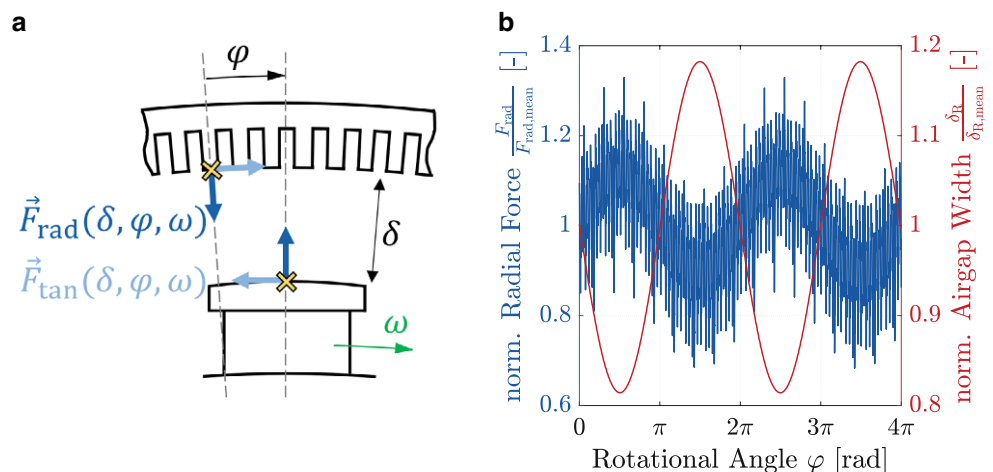 a
φ
F⃗rad(δ, φ, ω)
F⃗tan(δ, φ, ω)
δ
ω
b
norm. Radial Force Frad/Frad,mean [-]
1.4
1.2
1
0.8
0.6
0 π 2π 3π 4π
Rotational Angle φ [rad]
1.2
1.1
1
0.9
0.8
norm. Airgap Width δR/δR,mean [-]